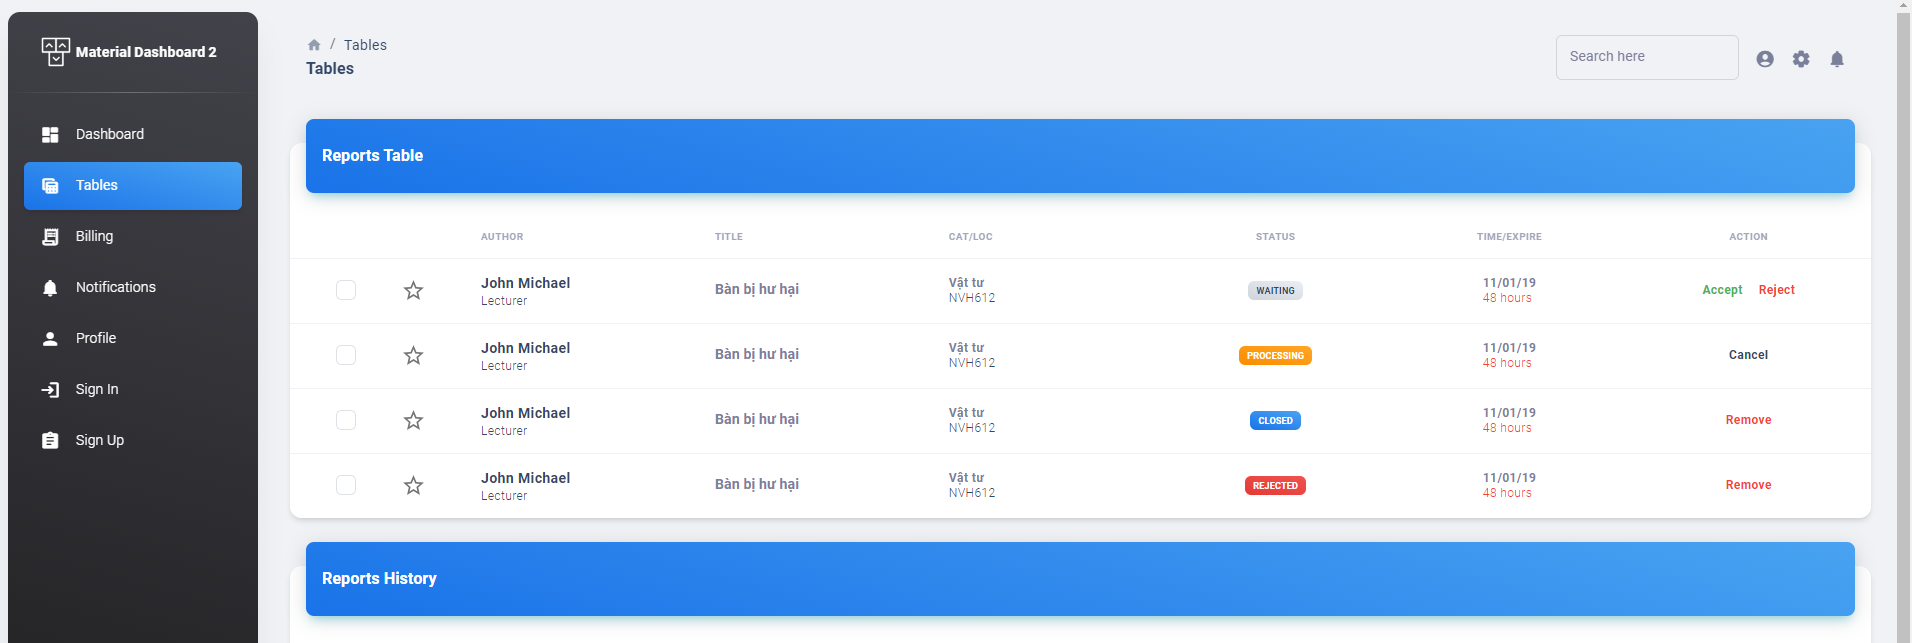 Material Dashboard 2
Dashboard
Tables
Billing
Notifications
Profile
Sign In
Sign Up
/ Tables
Tables
Search here
Reports Table
AUTHOR TITLE CAT/LOC STATUS TIME/EXPIRE ACTION
John Michael Bàn bị hư hại Vật tư WAITING 11/01/19 Accept Reject
Lecturer NVH612 48 hours
John Michael Bàn bị hư hại Vật tư PROCESSING 11/01/19 Cancel
Lecturer NVH612 48 hours
John Michael Bàn bị hư hại Vật tư CLOSED 11/01/19 Remove
Lecturer NVH612 48 hours
John Michael Bàn bị hư hại Vật tư REJECTED 11/01/19 Remove
Lecturer NVH612 48 hours
Reports History